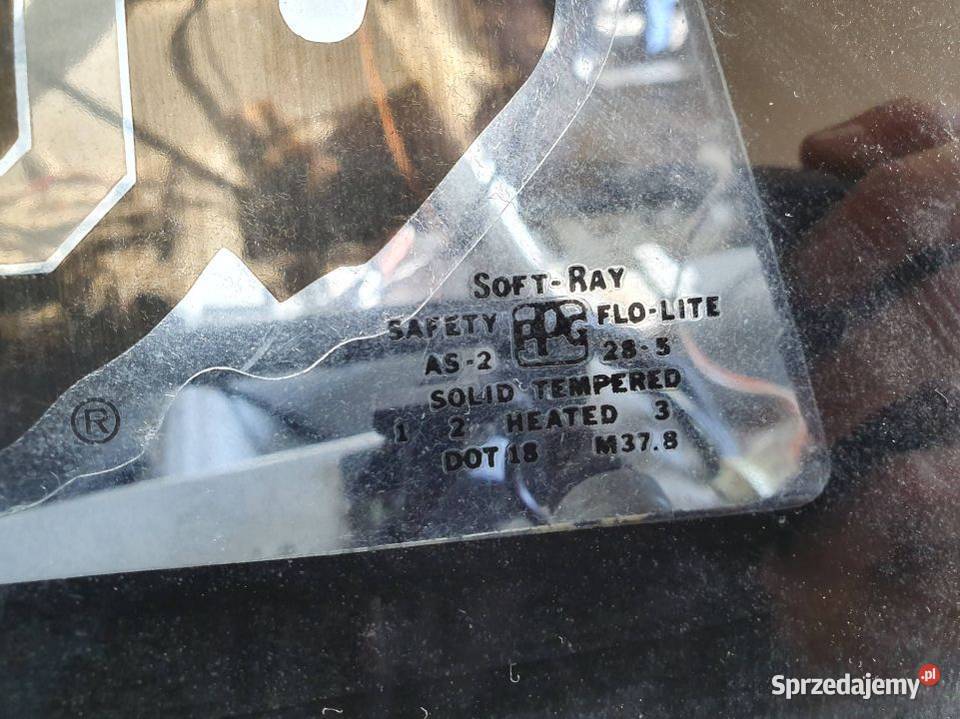 SOFT-RAY
SAFETY PPG FLO-LITE
AS-2 28-5
SOLID TEMPERED
1 2 HEATED 3
DOT 18 M37.8
®
Sprzedajemy.pl